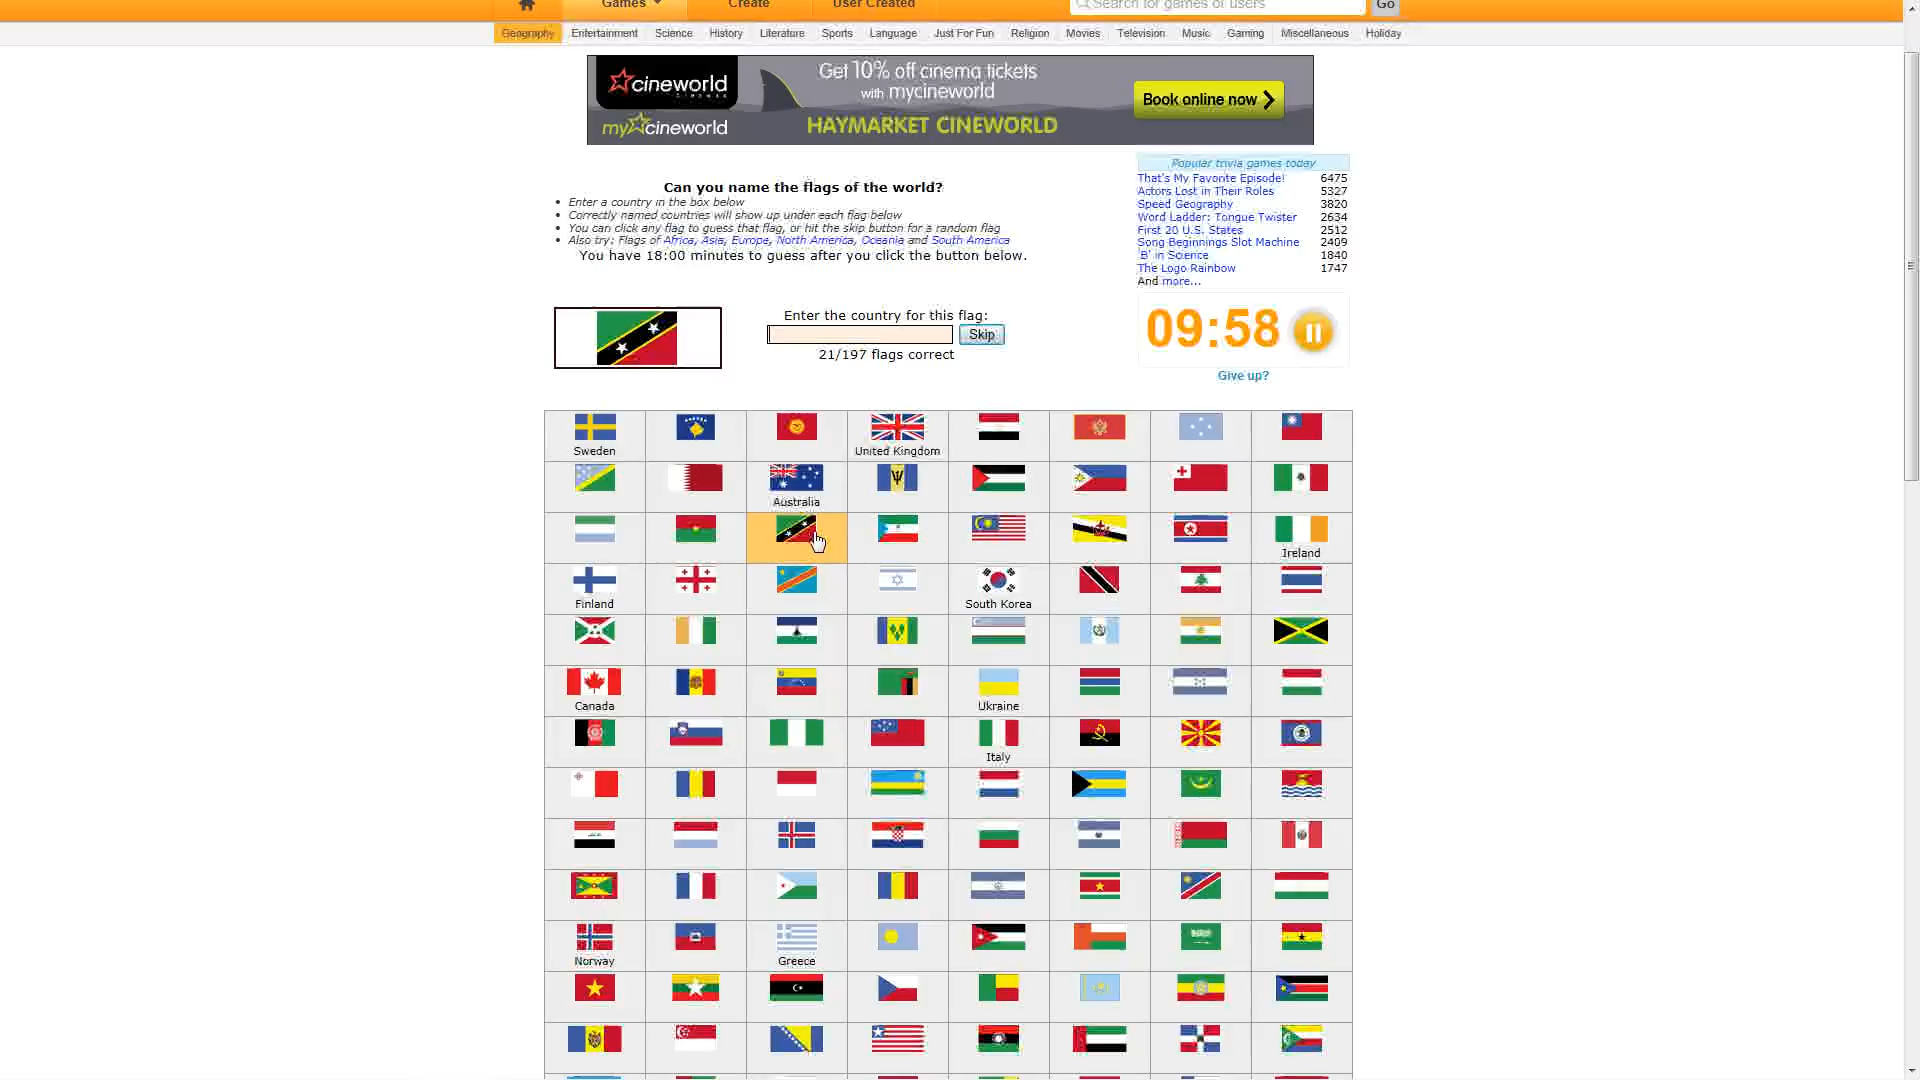 Games
Create
User Created
Search for games or users
Go
Geography Entertainment Science History Literature Sports Language Just For Fun Religion Movies Television Music Gaming Miscellaneous Holiday
cineworld
CINEMAS
my cineworld
Get 10% off cinema tickets
with mycineworld
HAYMARKET CINEWORLD
Book online now
Popular trivia games today
That's My Favorite Episode! 6475
Actors Lost in Their Roles 5327
Speed Geography 3820
Word Ladder: Tongue Twister 2634
First 20 U.S. States 2512
Song Beginnings Slot Machine 2409
'B' in Science 1840
The Logo Rainbow 1747
And more...
Can you name the flags of the world?
• Enter a country in the box below
• Correctly named countries will show up under each flag below
• You can click any flag to guess that flag, or hit the skip button for a random flag
• Also try: Flags of Africa, Asia, Europe, North America, Oceania and South America
You have 18:00 minutes to guess after you click the button below.
Enter the country for this flag:
Skip
21/197 flags correct
09:58
Give up?
Sweden
United Kingdom
Australia
Ireland
Finland
South Korea
Canada
Ukraine
Italy
Norway
Greece